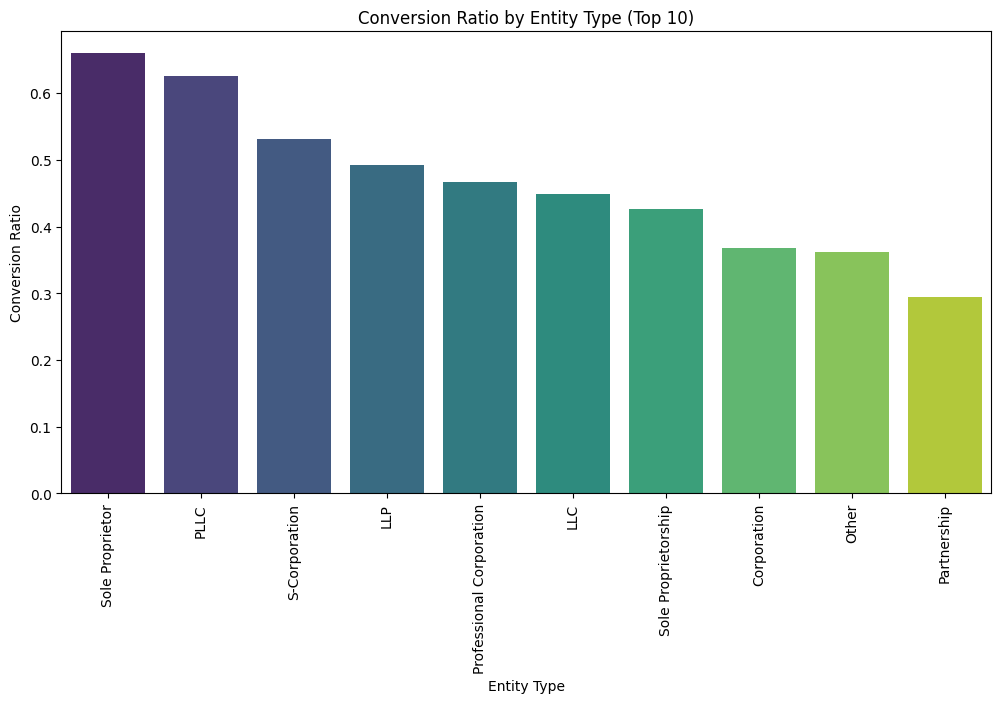 Conversion Ratio by Entity Type (Top 10)
Conversion Ratio
0.6
0.5
0.4
0.3
0.2
0.1
0.0
Sole Proprietor
PLLC
S-Corporation
LLP
Professional Corporation
LLC
Sole Proprietorship
Corporation
Other
Partnership
Entity Type